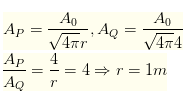 A_P = \frac{A_0}{\sqrt{4\pi}r}, A_Q = \frac{A_0}{\sqrt{4\pi}4}
\frac{A_P}{A_Q} = \frac{4}{r} = 4 \Rightarrow r = 1m